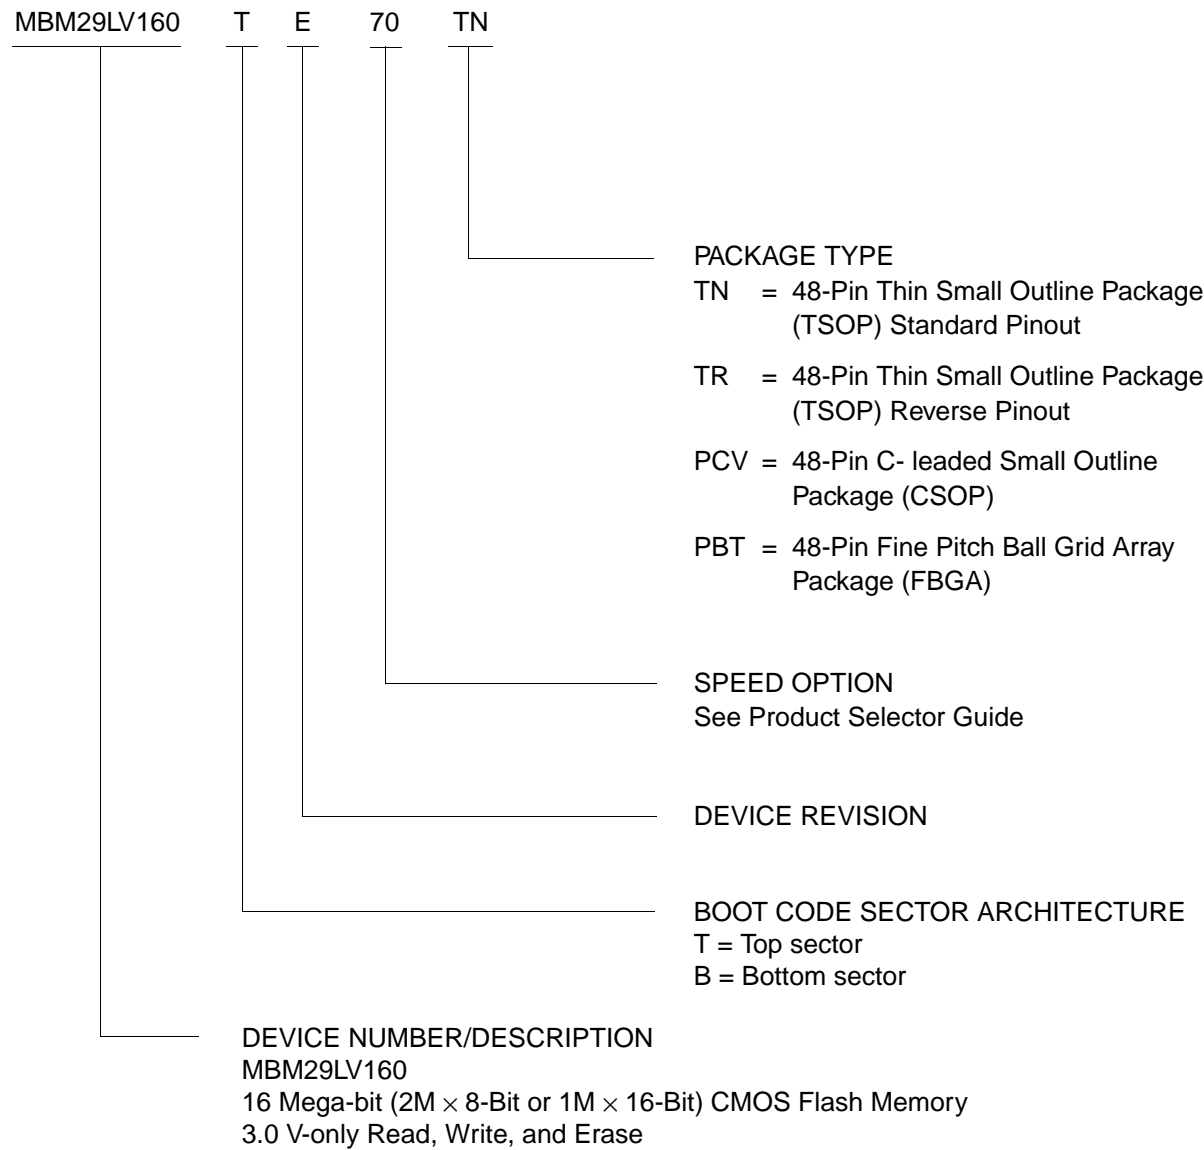 MBM29LV160 T E 70 TN
PACKAGE TYPE
TN = 48-Pin Thin Small Outline Package
(TSOP) Standard Pinout
TR = 48-Pin Thin Small Outline Package
(TSOP) Reverse Pinout
PCV = 48-Pin C- leaded Small Outline
Package (CSOP)
PBT = 48-Pin Fine Pitch Ball Grid Array
Package (FBGA)
SPEED OPTION
See Product Selector Guide
DEVICE REVISION
BOOT CODE SECTOR ARCHITECTURE
T = Top sector
B = Bottom sector
DEVICE NUMBER/DESCRIPTION
MBM29LV160
16 Mega-bit (2M × 8-Bit or 1M × 16-Bit) CMOS Flash Memory
3.0 V-only Read, Write, and Erase